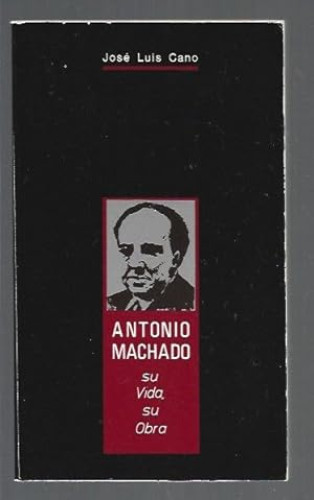 José Luis Cano
ANTONIO
MACHADO
su
Vida,
su
Obra